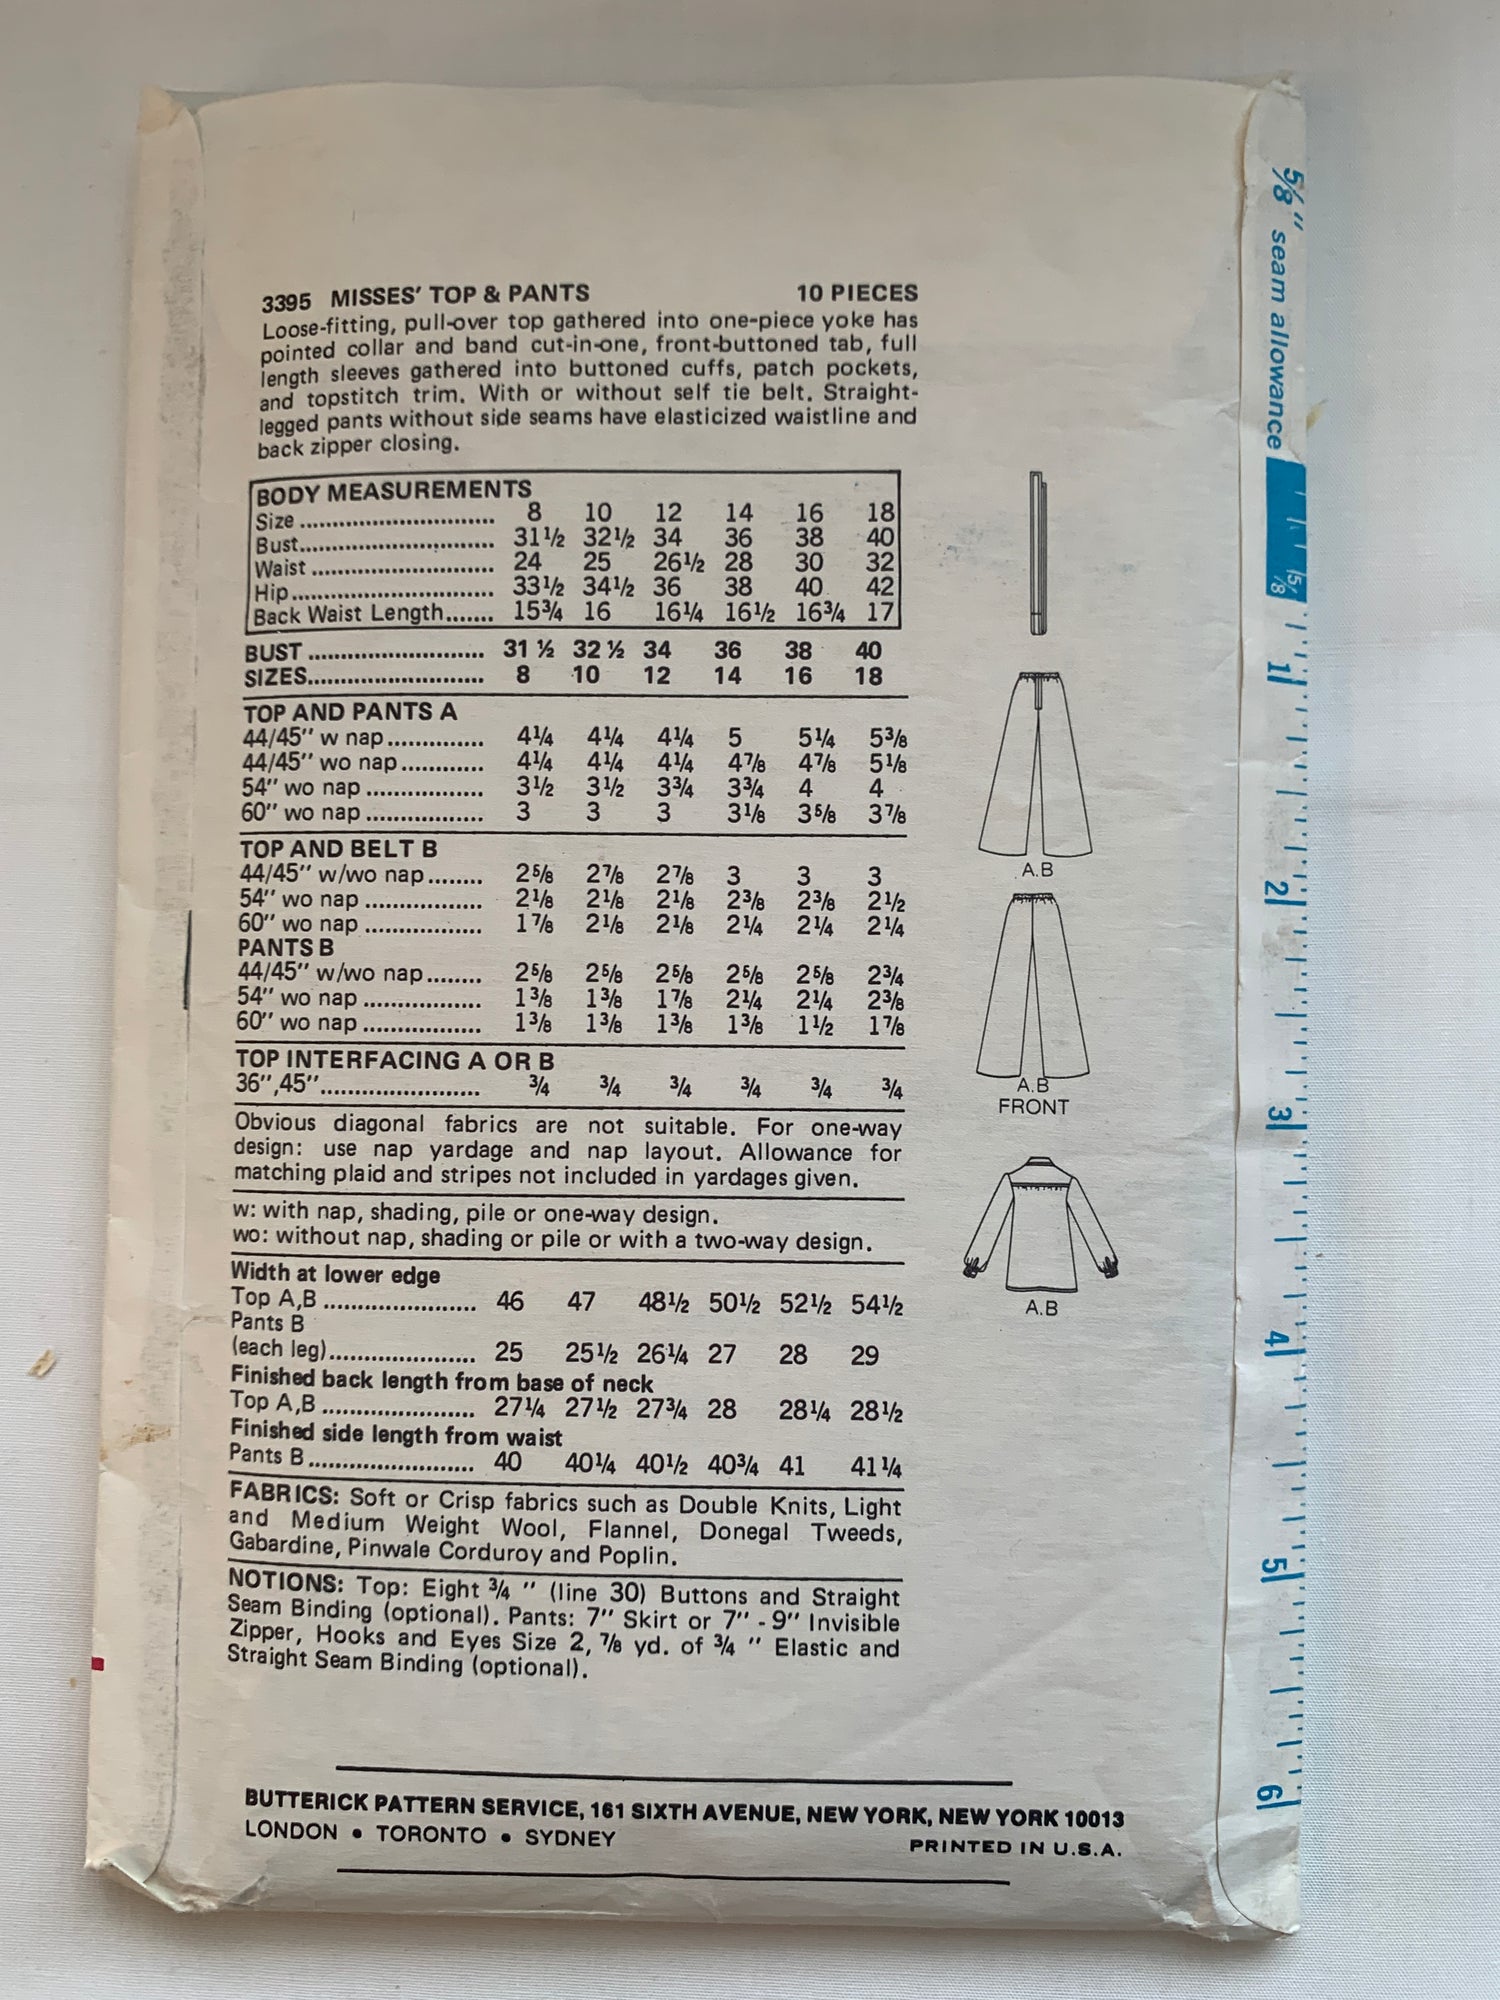 3395 MISSES' TOP & PANTS 10 PIECES
Loose-fitting, pull-over top gathered into one-piece yoke has
pointed collar and band cut-in-one, front-buttoned tab, full
length sleeves gathered into buttoned cuffs, patch pockets,
and topstitch trim. With or without self tie belt. Straight-
legged pants without side seams have elasticized waistline and
back zipper closing.
BODY MEASUREMENTS
Size .............................. 8 10 12 14 16 18
Bust.............................. 31½ 32½ 34 36 38 40
Waist ............................ 24 25 26½ 28 30 32
Hip............................... 33½ 34½ 36 38 40 42
Back Waist Length....... 15¾ 16 16¼ 16½ 16¾ 17
BUST ........................... 31 ½ 32 ½ 34 36 38 40
SIZES........................... 8 10 12 14 16 18
TOP AND PANTS A
44/45" w nap............... 4¼ 4¼ 4¼ 5 5¼ 5⅜
44/45" wo nap............. 4¼ 4¼ 4¼ 4⅞ 4⅞ 5⅛
54" wo nap .................. 3½ 3½ 3¾ 3¾ 4 4
60" wo nap .................. 3 3 3 3⅛ 3⅝ 3⅞
TOP AND BELT B
44/45" w/wo nap........ 2⅝ 2⅞ 2⅞ 3 3 3
54" wo nap .................. 2⅛ 2⅛ 2⅛ 2⅜ 2⅜ 2½
60" wo nap .................. 1⅞ 2⅛ 2⅛ 2¼ 2¼ 2¼
PANTS B
44/45" w/wo nap........ 2⅝ 2⅝ 2⅝ 2⅝ 2⅝ 2¾
54" wo nap .................. 1⅜ 1⅜ 1⅞ 2¼ 2¼ 2⅜
60" wo nap .................. 1⅜ 1⅜ 1⅜ 1⅜ 1½ 1⅞
TOP INTERFACING A OR B
36",45"........................ ¾ ¾ ¾ ¾ ¾ ¾
Obvious diagonal fabrics are not suitable. For one-way
design: use nap yardage and nap layout. Allowance for
matching plaid and stripes not included in yardages given.
w: with nap, shading, pile or one-way design.
wo: without nap, shading or pile or with a two-way design.
Width at lower edge
Top A,B ....................... 46 47 48½ 50½ 52½ 54½
Pants B
(each leg)...................... 25 25½ 26¼ 27 28 29
Finished back length from base of neck
Top A,B ....................... 27¼ 27½ 27¾ 28 28¼ 28½
Finished side length from waist
Pants B......................... 40 40¼ 40½ 40¾ 41 41¼
FABRICS: Soft or Crisp fabrics such as Double Knits, Light
and Medium Weight Wool, Flannel, Donegal Tweeds,
Gabardine, Pinwale Corduroy and Poplin.
NOTIONS: Top: Eight ¾ " (line 30) Buttons and Straight
Seam Binding (optional). Pants: 7" Skirt or 7" - 9" Invisible
Zipper, Hooks and Eyes Size 2, ⅞ yd. of ¾ " Elastic and
Straight Seam Binding (optional).
A.B
A.B
FRONT
A.B
BUTTERICK PATTERN SERVICE, 161 SIXTH AVENUE, NEW YORK, NEW YORK 10013
LONDON • TORONTO • SYDNEY PRINTED IN U.S.A.
⅝" seam allowance
⅝
1
2
3
4
5
6